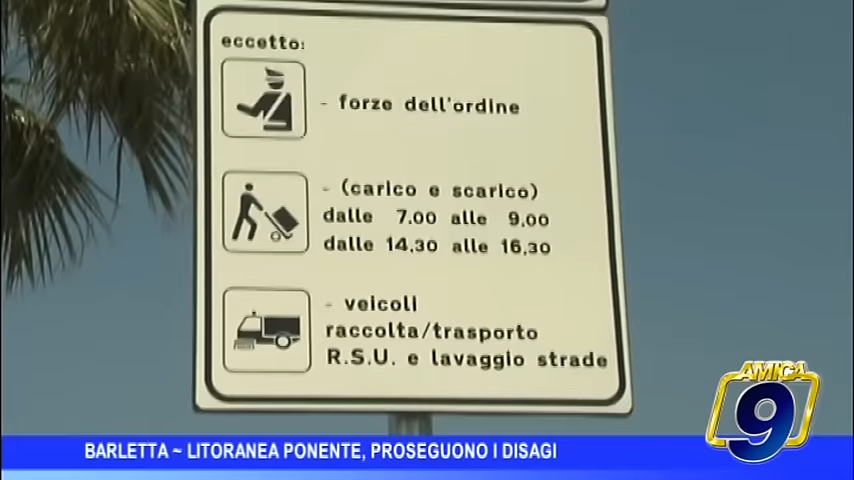 eccetto:
- forze dell'ordine
- (carico e scarico)
dalle 7.00 alle 9.00
dalle 14.30 alle 16.30
- veicoli
raccolta/trasporto
R.S.U. e lavaggio strade
AMICA
9
BARLETTA ~ LITORANEA PONENTE, PROSEGUONO I DISAGI